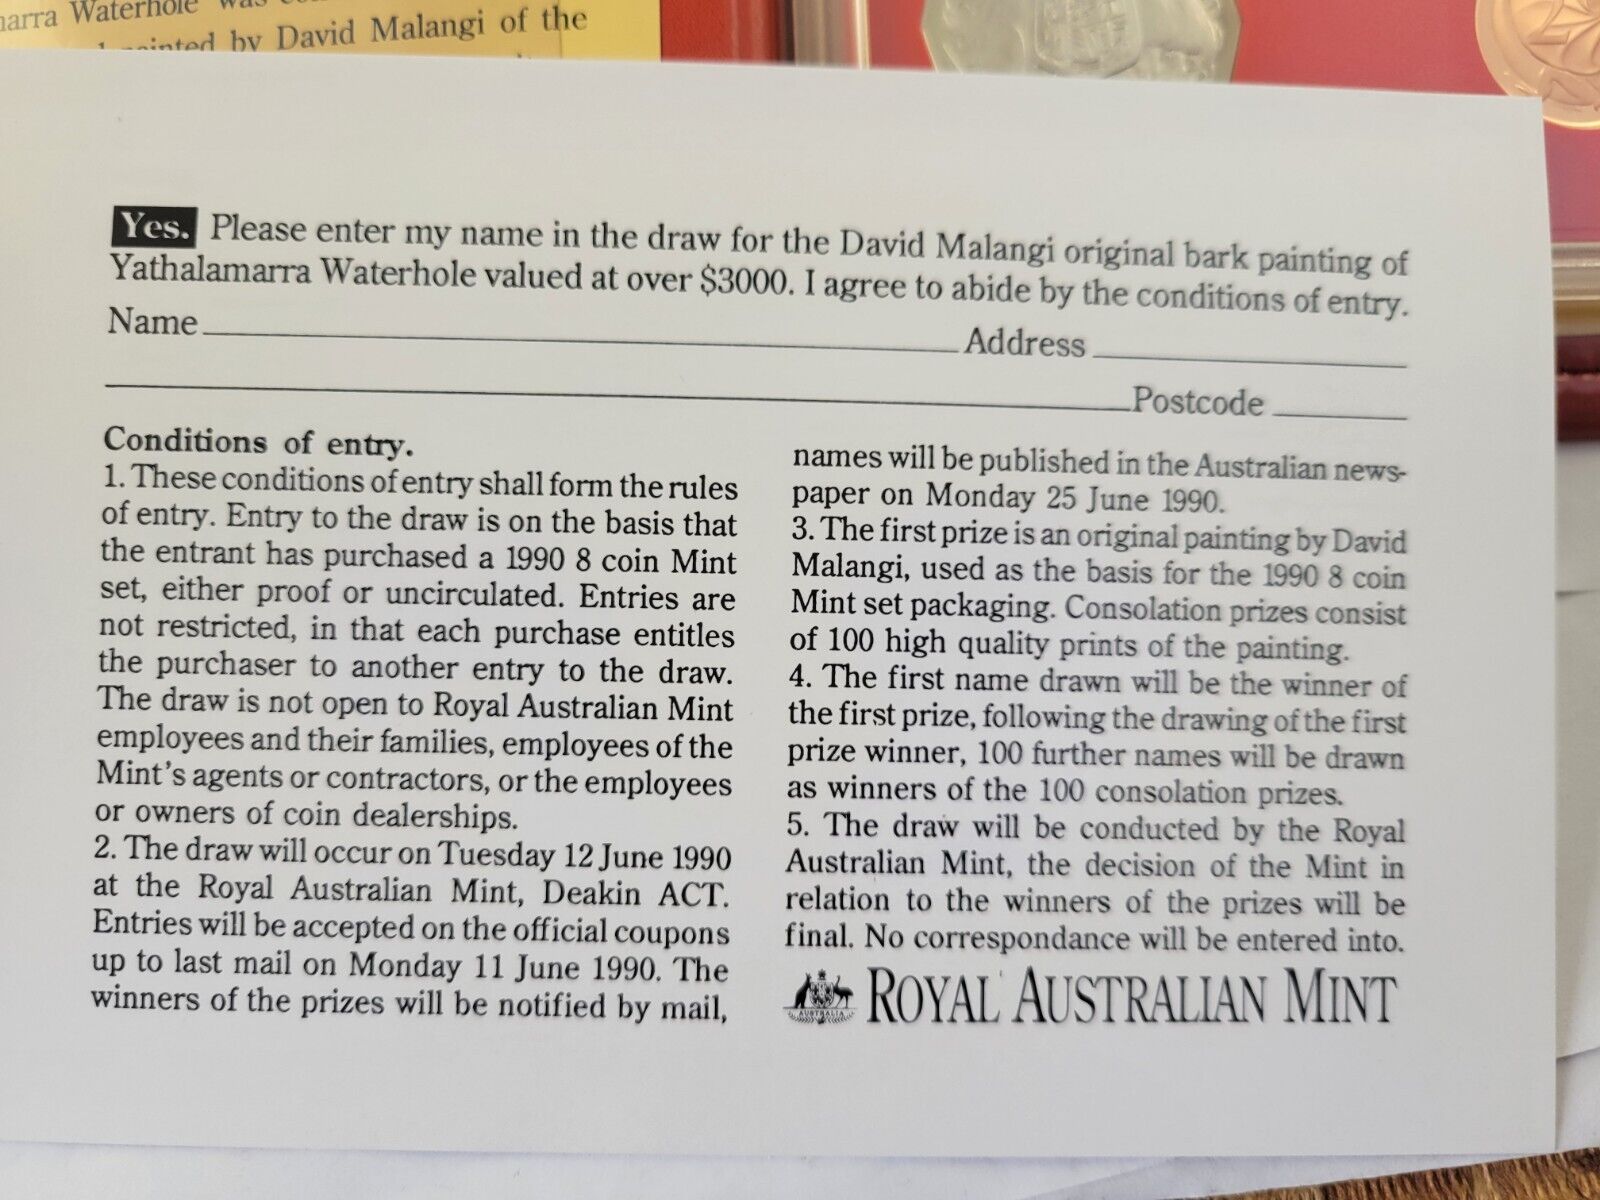 Waterhole
painted by David Malangi of the
Yes. Please enter my name in the draw for the David Malangi original bark painting of
Yathalamarra Waterhole valued at over $3000. I agree to abide by the conditions of entry.
Name Address
Postcode
Conditions of entry.
1. These conditions of entry shall form the rules
of entry. Entry to the draw is on the basis that
the entrant has purchased a 1990 8 coin Mint
set, either proof or uncirculated. Entries are
not restricted, in that each purchase entitles
the purchaser to another entry to the draw.
The draw is not open to Royal Australian Mint
employees and their families, employees of the
Mint's agents or contractors, or the employees
or owners of coin dealerships.
2. The draw will occur on Tuesday 12 June 1990
at the Royal Australian Mint, Deakin ACT.
Entries will be accepted on the official coupons
up to last mail on Monday 11 June 1990. The
winners of the prizes will be notified by mail,
names will be published in the Australian news-
paper on Monday 25 June 1990.
3. The first prize is an original painting by David
Malangi, used as the basis for the 1990 8 coin
Mint set packaging. Consolation prizes consist
of 100 high quality prints of the painting.
4. The first name drawn will be the winner of
the first prize, following the drawing of the first
prize winner, 100 further names will be drawn
as winners of the 100 consolation prizes.
5. The draw will be conducted by the Royal
Australian Mint, the decision of the Mint in
relation to the winners of the prizes will be
final. No correspondance will be entered into.
AUSTRALIA
ROYAL AUSTRALIAN MINT